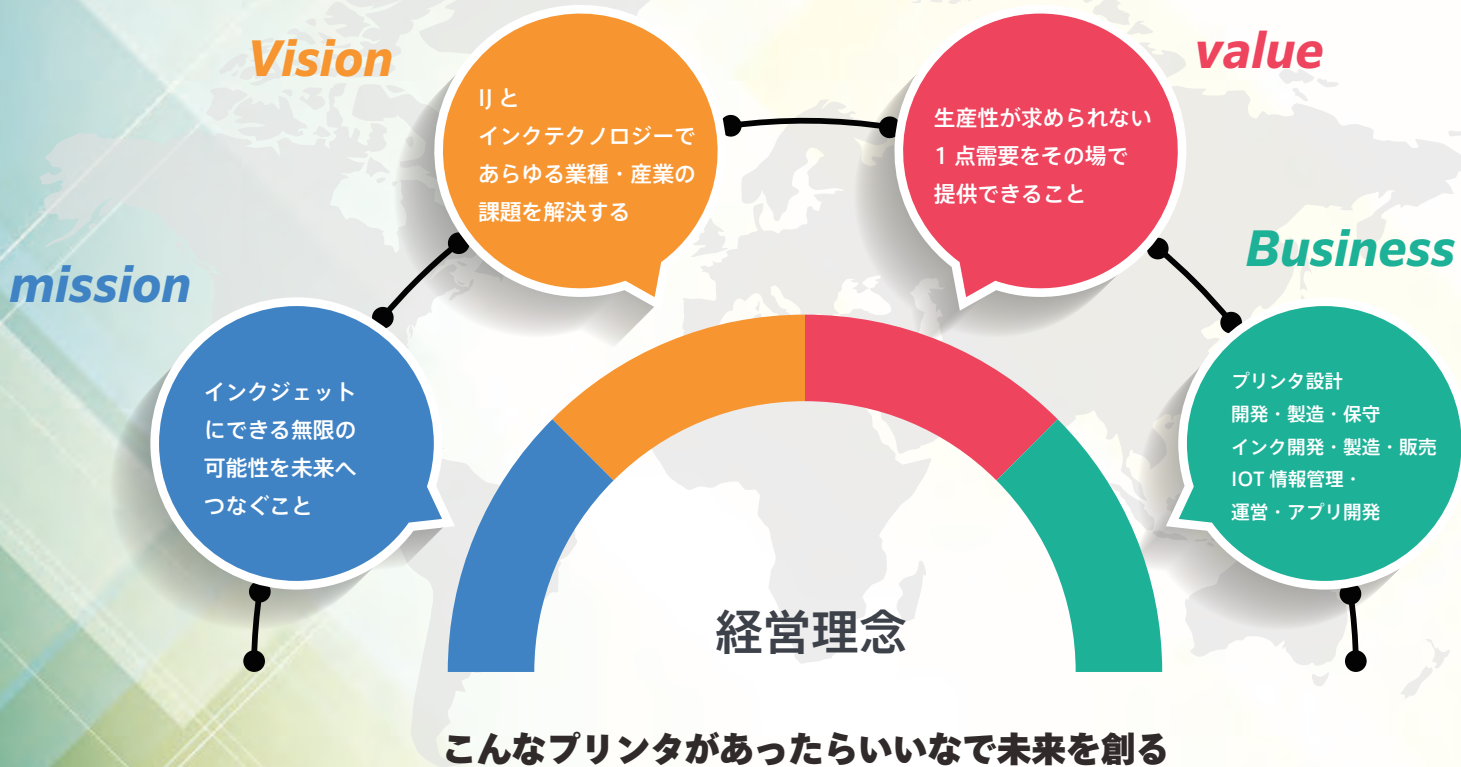 mission
インクジェット
にできる無限の
可能性を未来へ
つなぐこと
Vision
IJと
インクテクノロジーで
あらゆる業種・産業の
課題を解決する
value
生産性が求められない
1点需要をその場で
提供できること
Business
プリンタ設計
開発・製造・保守
インク開発・製造・販売
IOT情報管理・
運営・アプリ開発
経営理念
こんなプリンタがあったらいいなで未来を創る